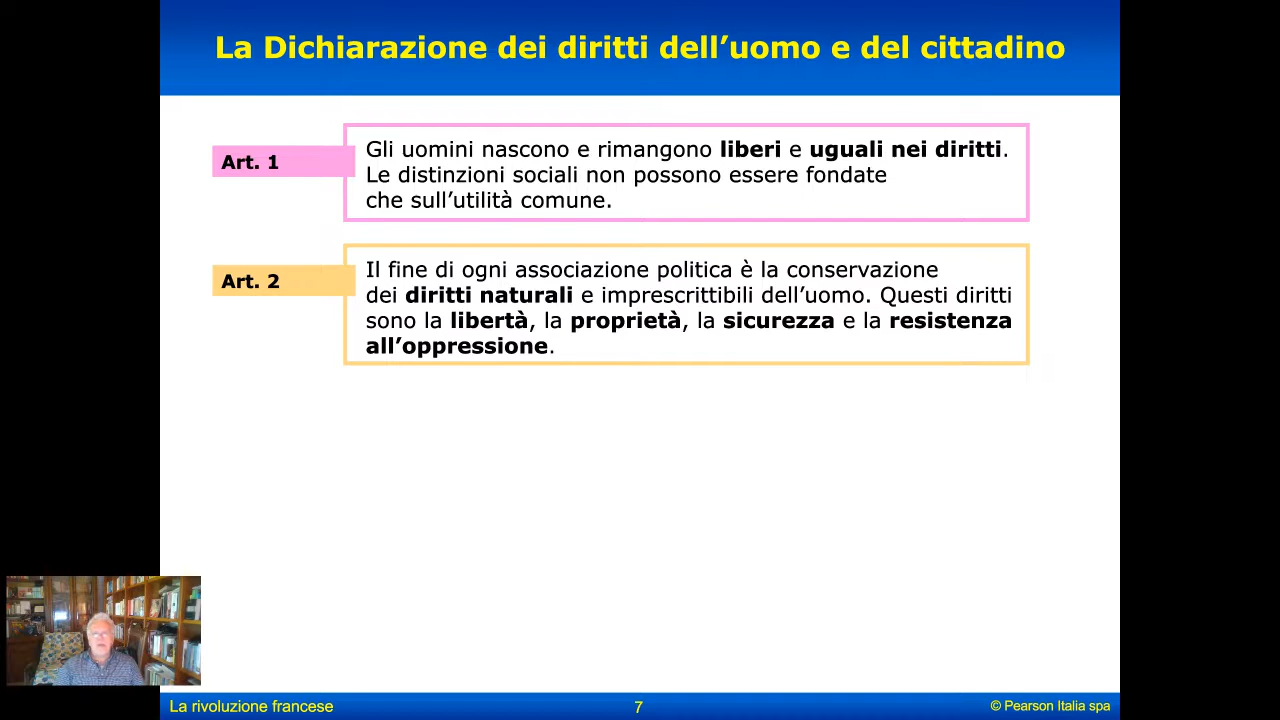 La Dichiarazione dei diritti dell’uomo e del cittadino
Art. 1
Gli uomini nascono e rimangono liberi e uguali nei diritti.
Le distinzioni sociali non possono essere fondate
che sull’utilità comune.
Art. 2
Il fine di ogni associazione politica è la conservazione
dei diritti naturali e imprescrittibili dell’uomo. Questi diritti
sono la libertà, la proprietà, la sicurezza e la resistenza
all’oppressione.
La rivoluzione francese
7
© Pearson Italia spa